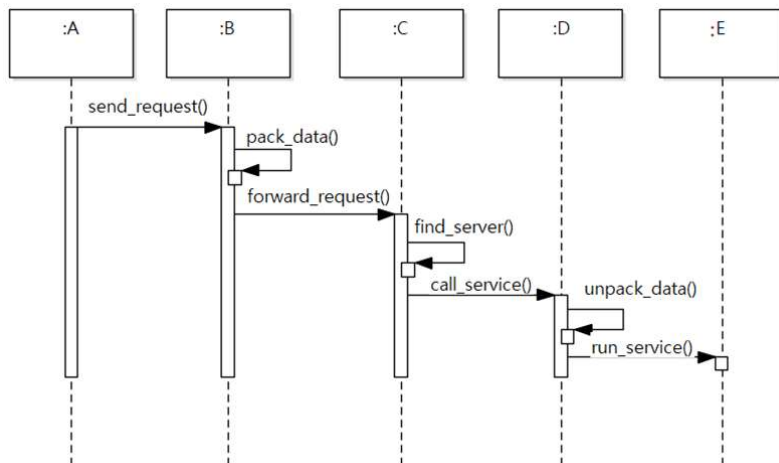 :A
:B
:C
:D
:E
send_request()
pack_data()
forward_request()
find_server()
call_service()
unpack_data()
run_service()